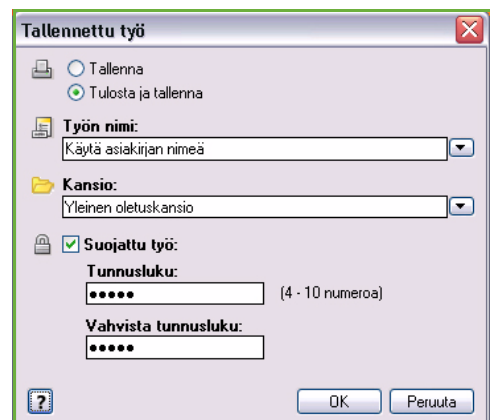 Tallennettu työ
Tallenna
Tulosta ja tallenna
Työn nimi:
Käytä asiakirjan nimeä
Kansio:
Yleinen oletuskansio
Suojattu työ:
Tunnusluku:
••••• (4 - 10 numeroa)
Vahvista tunnusluku:
•••••
? OK Peruuta